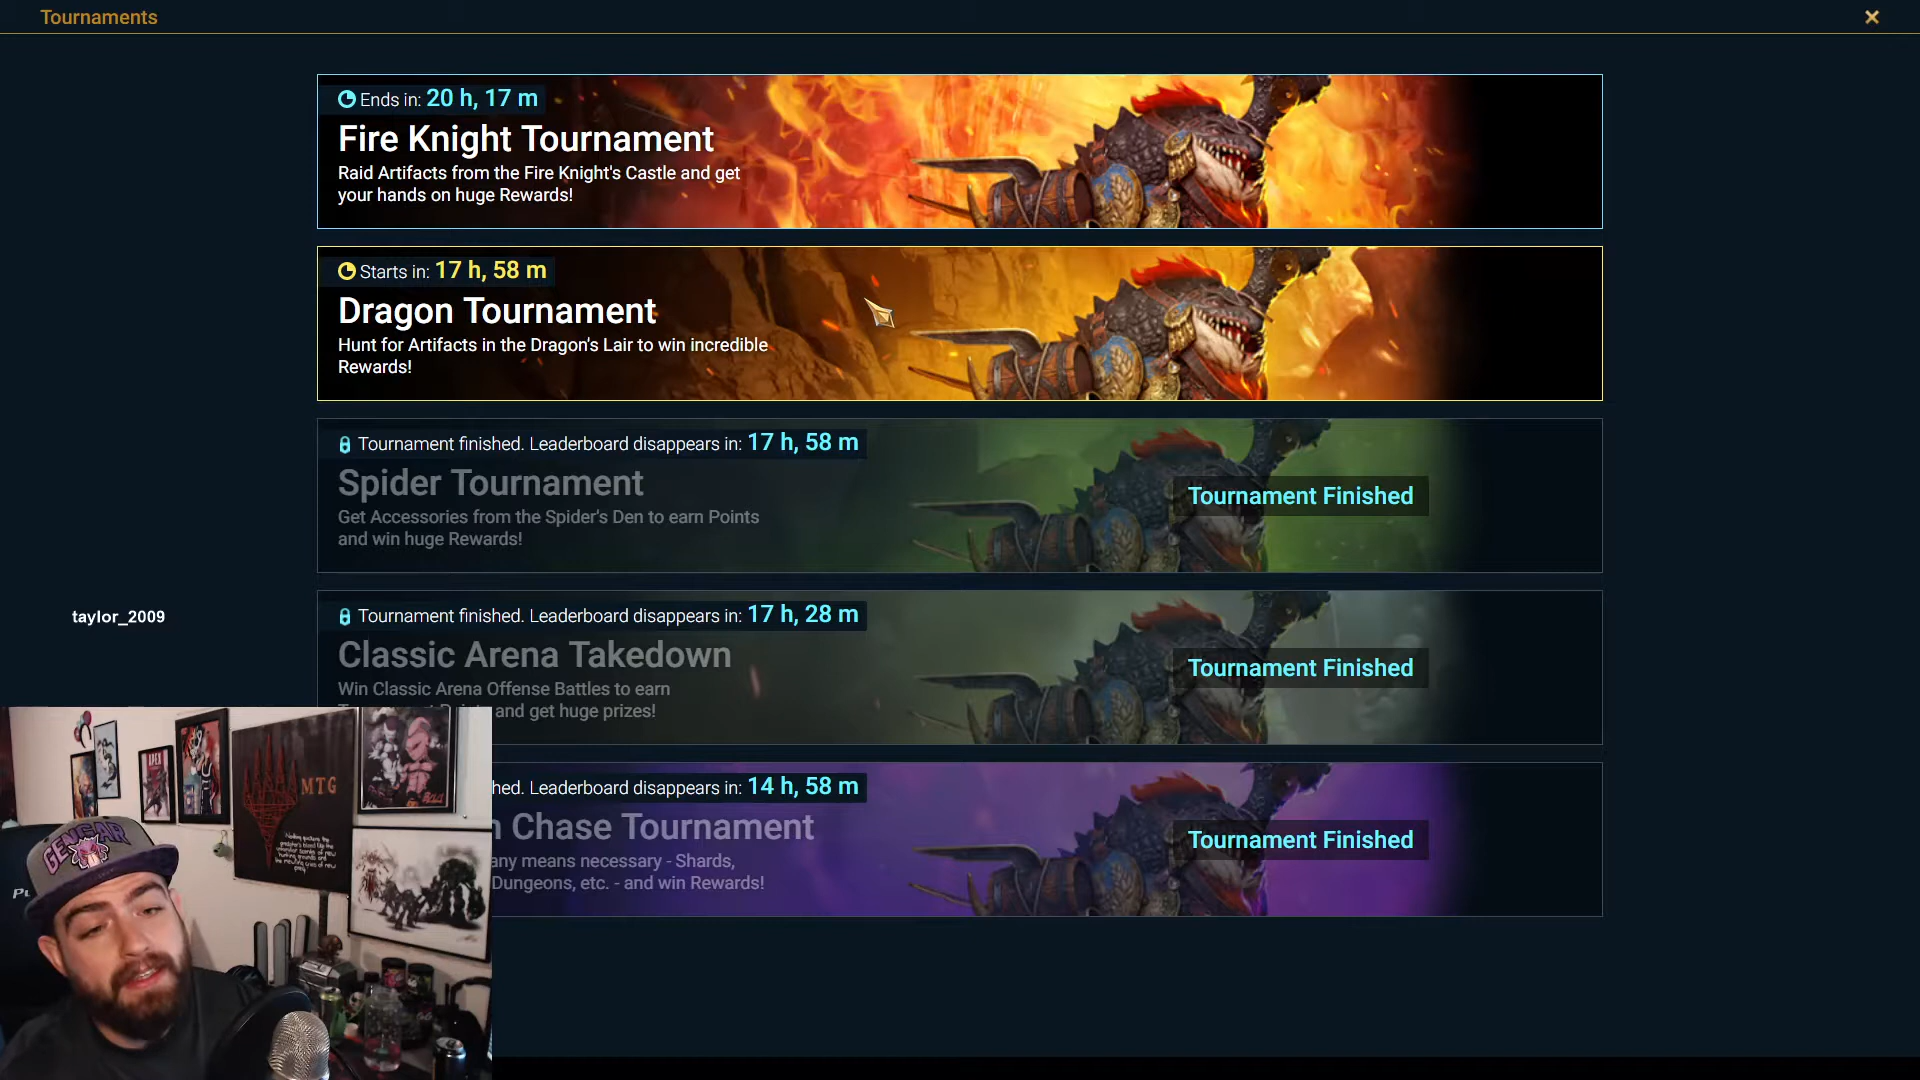 Tournaments
Ends in: 20 h, 17 m
Fire Knight Tournament
Raid Artifacts from the Fire Knight's Castle and get
your hands on huge Rewards!
Starts in: 17 h, 58 m
Dragon Tournament
Hunt for Artifacts in the Dragon's Lair to win incredible
Rewards!
Tournament finished. Leaderboard disappears in: 17 h, 58 m
Spider Tournament
Get Accessories from the Spider's Den to earn Points
and win huge Rewards!
Tournament Finished
taylor_2009
Tournament finished. Leaderboard disappears in: 17 h, 28 m
Classic Arena Takedown
Win Classic Arena Offense Battles to earn
and get huge prizes!
Tournament Finished
hed. Leaderboard disappears in: 14 h, 58 m
n Chase Tournament
any means necessary - Shards,
Dungeons, etc. - and win Rewards!
Tournament Finished
MTG
APEX
GENGAR